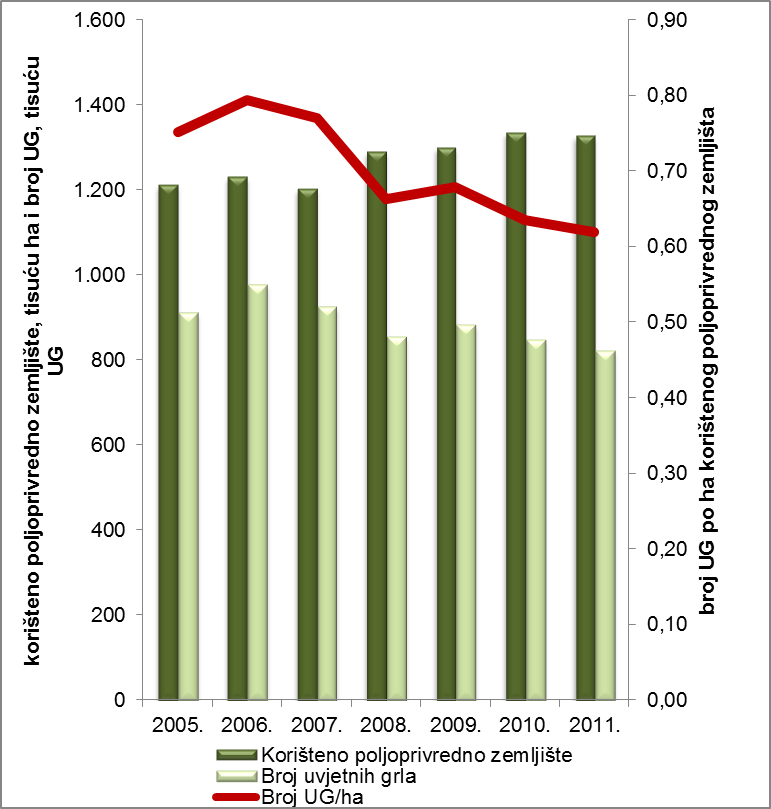 korišteno poljoprivredno zemljište, tisuću ha i broj UG, tisuću
UG
1.600
1.400
1.200
1.000
800
600
400
200
0
0,90
0,80
0,70
0,60
0,50
0,40
0,30
0,20
0,10
0,00
broj UG po ha korištenog poljoprivrednog zemljišta
2005. 2006. 2007. 2008. 2009. 2010. 2011.
Korišteno poljoprivredno zemljište
Broj uvjetnih grla
Broj UG/ha